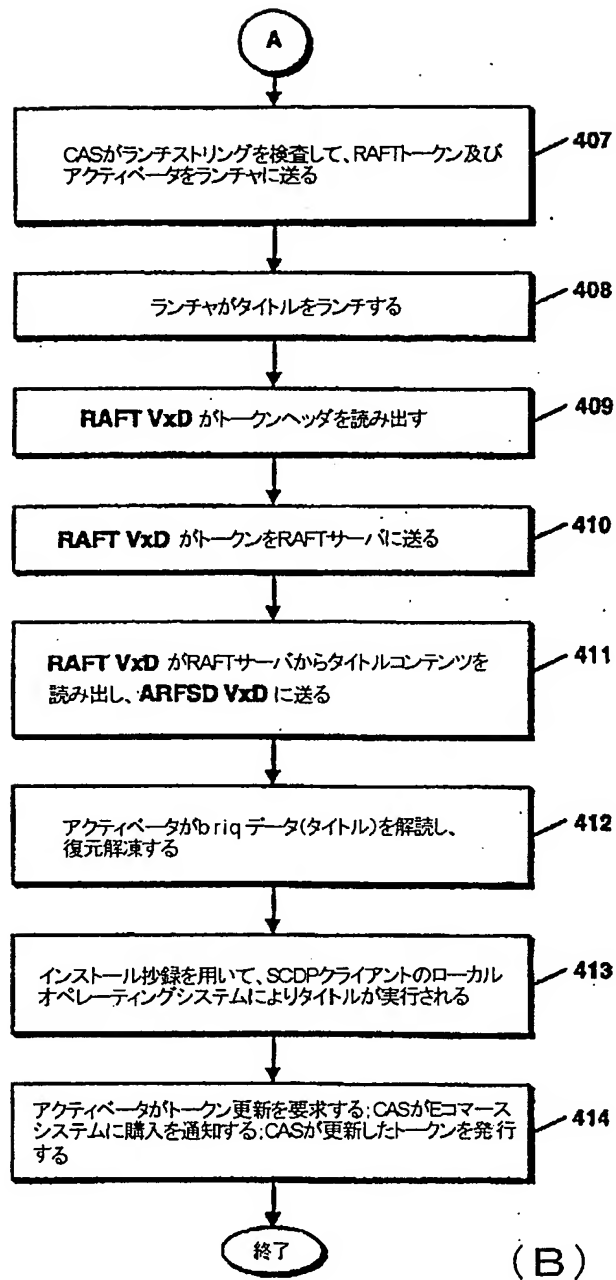 A
CASがランチストリングを検査して、RAFTトークン及び
アクティベータをランチャに送る
407
ランチャがタイトルをランチする
408
RAFT VxD がトークンヘッダを読み出す
409
RAFT VxD がトークンをRAFTサーバに送る
410
RAFT VxD がRAFTサーバからタイトルコンテンツを
読み出し、ARFSD VxD に送る
411
アクティベータがbriqデータ(タイトル)を解読し、
復元解凍する
412
インストール抄録を用いて、SCDPクライアントのローカル
オペレーティングシステムによりタイトルが実行される
413
アクティベータがトークン更新を要求する;CASがEコマース
システムに購入を通知する;CASが更新したトークンを発行
する
414
終了
(B)